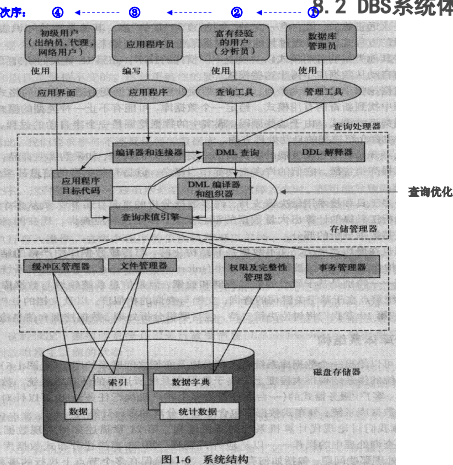 8.2 DBS系统体
次序： ④ ③ ② ①
初级用户
（出纳员，代理，
网络用户）
应用程序员
富有经验
的用户
（分析员）
数据库
管理员
使用
编写
使用
使用
应用界面
应用程序
查询工具
管理工具
查询处理器
编译器和连接器
DML 查询
DDL 解释器
应用程序
目标代码
DML 编译器
和组织器
查询优化
查询求值引擎
存储管理器
缓冲区管理器
文件管理器
权限及完整性
管理器
事务管理器
索引
数据字典
磁盘存储器
数据
统计数据
图 1-6 系统结构